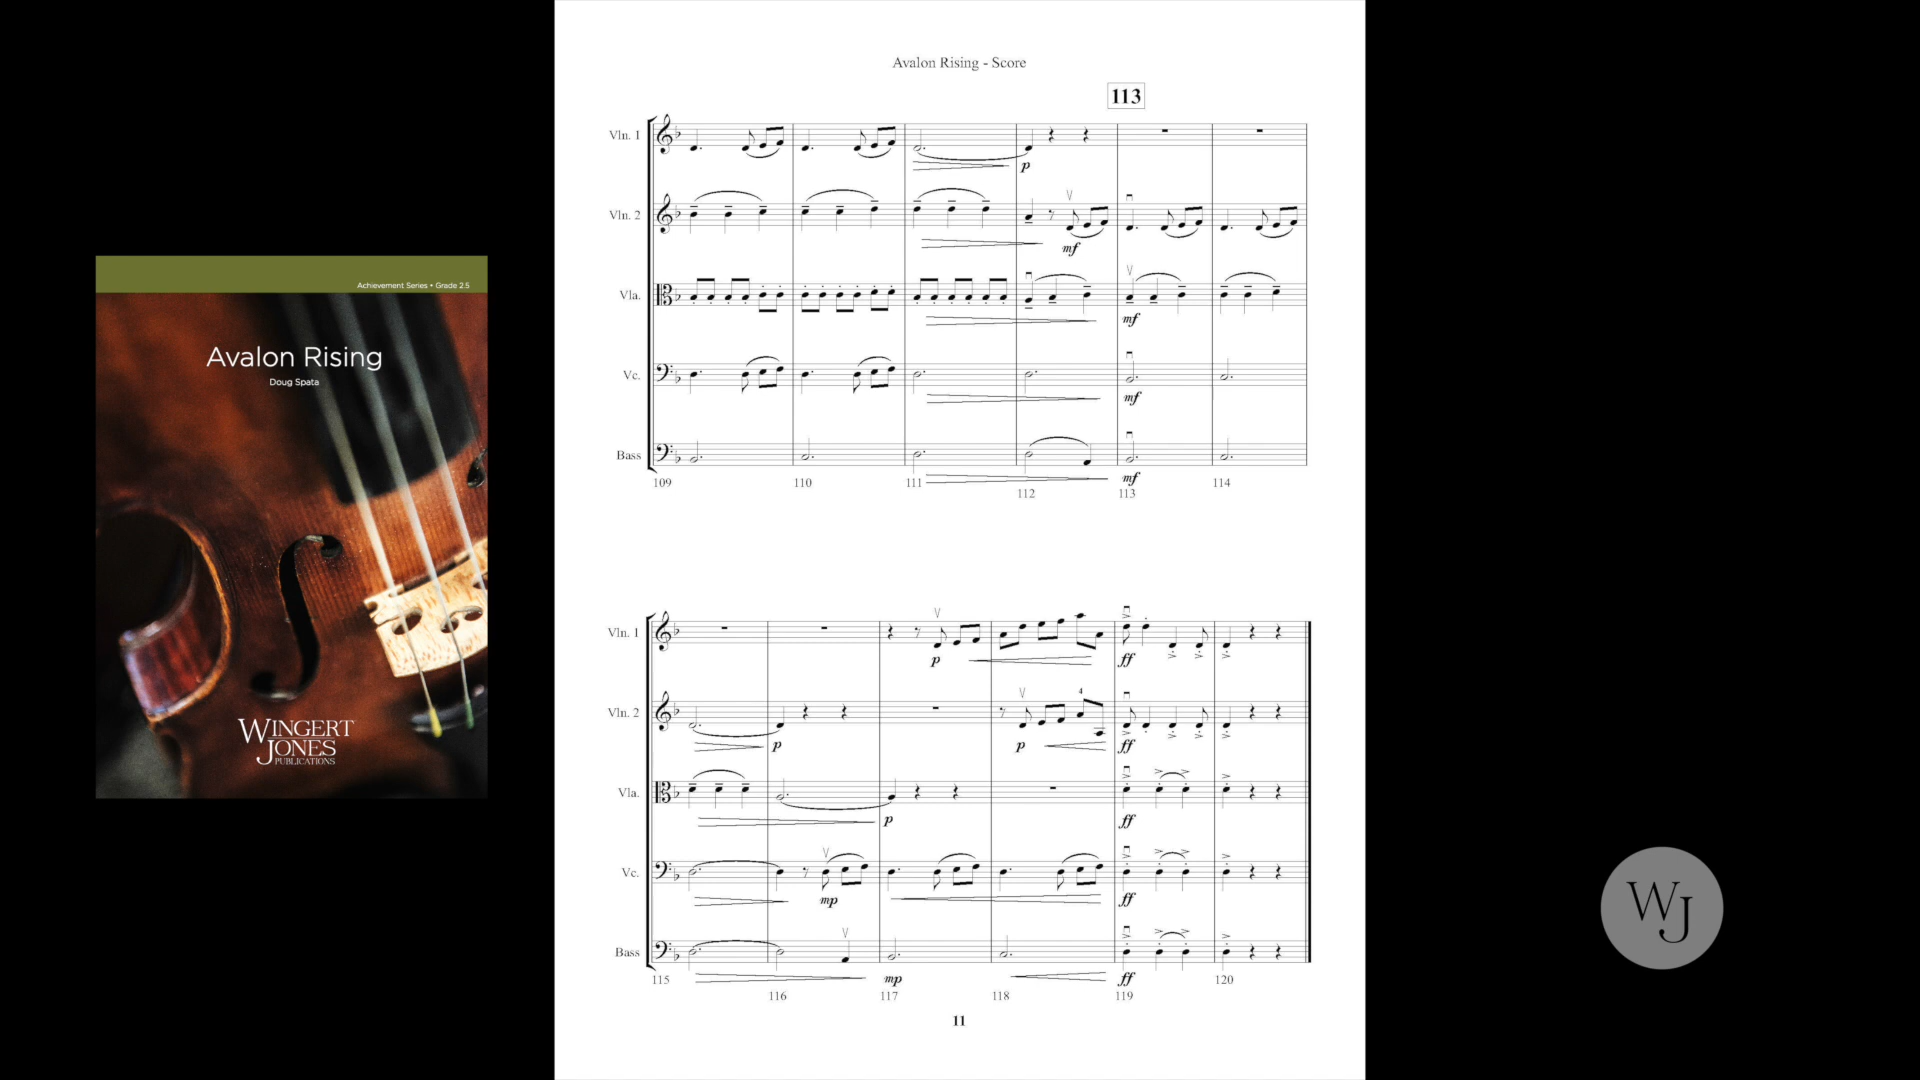 Achievement Series • Grade 2.5
Avalon Rising
Doug Spata
WINGERT
JONES
PUBLICATIONS
Avalon Rising - Score
113
Vln. 1
p
Vln. 2
mf
Vla.
mf
Vc.
mf
Bass
mf
109 110 111 112 113 114
Vln. 1
p ff
4
Vln. 2
p p ff
Vla.
p ff
Vc.
mp ff
Bass
mp ff
115 116 117 118 119 120
11
WJ